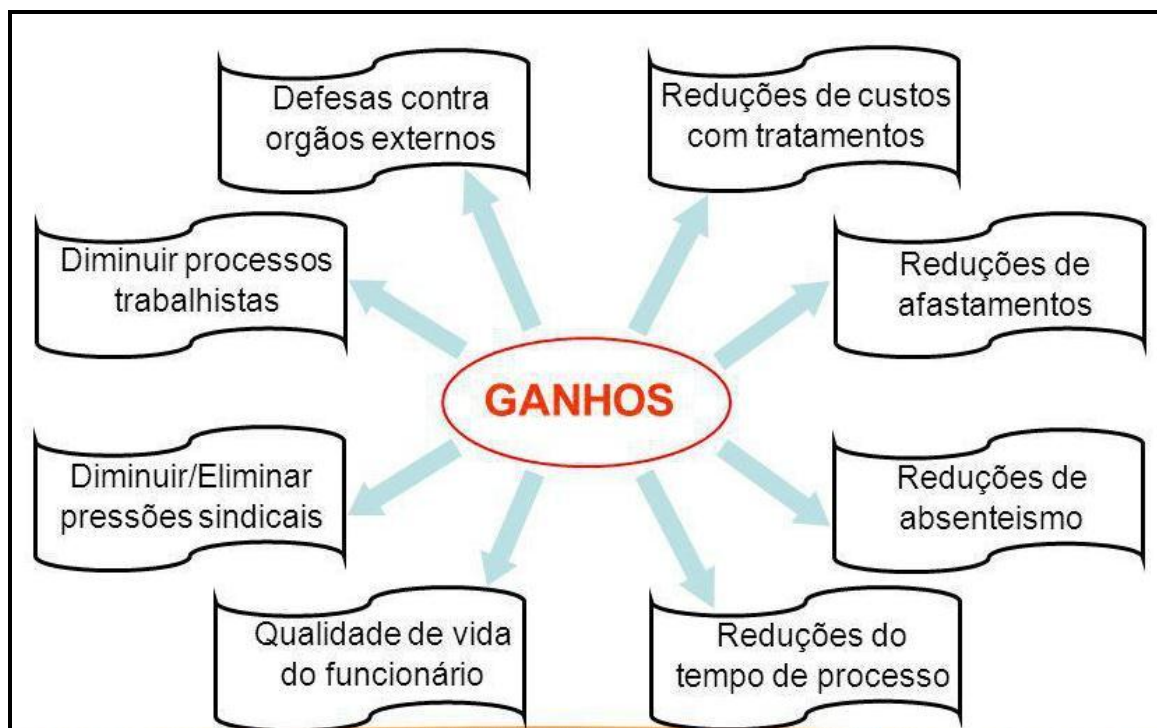 Defesas contra
orgãos externos
Reduções de custos
com tratamentos
Diminuir processos
trabalhistas
Reduções de
afastamentos
GANHOS
Diminuir/Eliminar
pressões sindicais
Reduções de
absenteismo
Qualidade de vida
do funcionário
Reduções do
tempo de processo